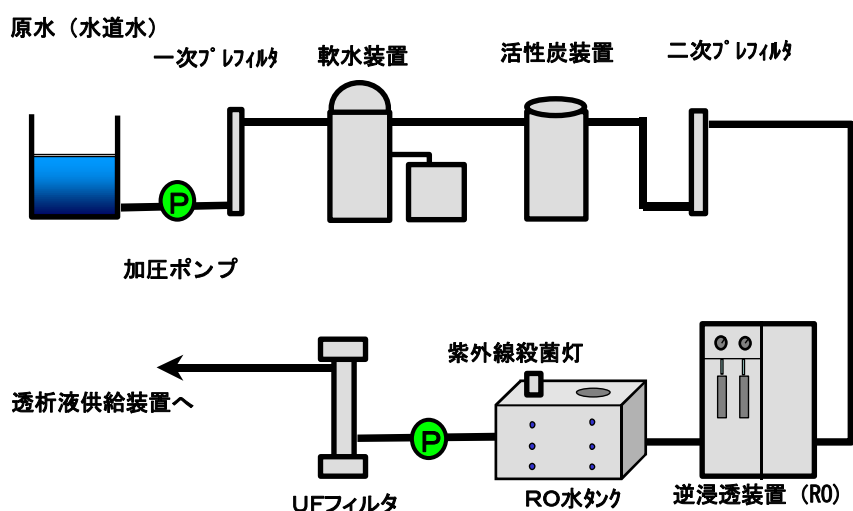 原水（水道水）
一次プレフィルタ
軟水装置
活性炭装置
二次プレフィルタ
P
加圧ポンプ
透析液供給装置へ
UFフィルタ
P
紫外線殺菌灯
RO水タンク
逆浸透装置（RO）